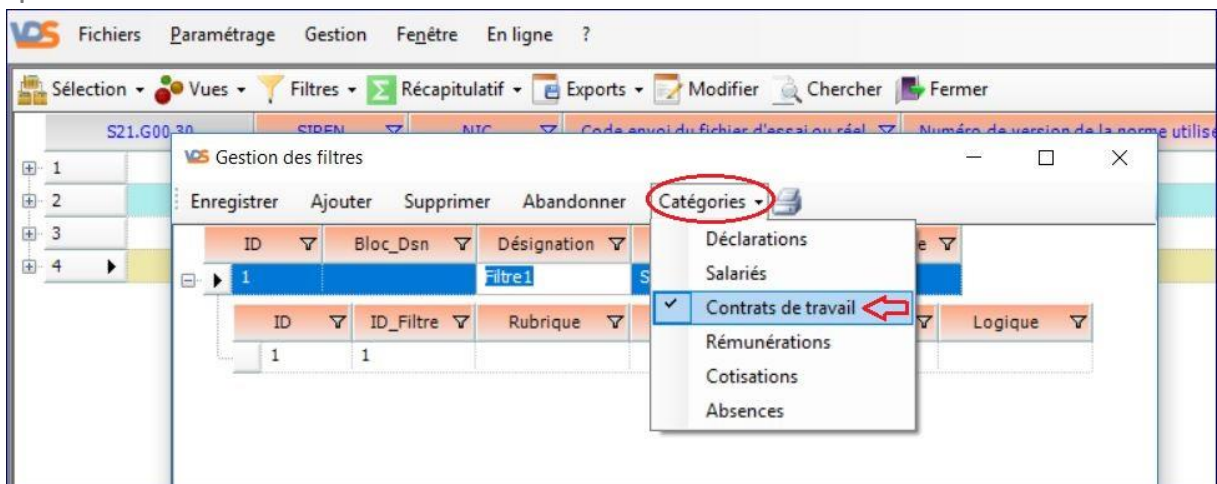 VDS Fichiers Paramétrage Gestion Fenêtre En ligne ?
Sélection Vues Filtres Récapitulatif Exports Modifier Chercher Fermer
S21.G00.30 SIREN NIC Code envoi du fichier d'essai ou réel Numéro de version de la norme utilisé
1
VDS Gestion des filtres
2
Enregistrer Ajouter Supprimer Abandonner Catégories
3
ID Bloc_Dsn Désignation e
Déclarations
4
1 Filtre1 S
Salariés
Contrats de travail
ID ID_Filtre Rubrique Logique
1 1
Rémunérations
Cotisations
Absences